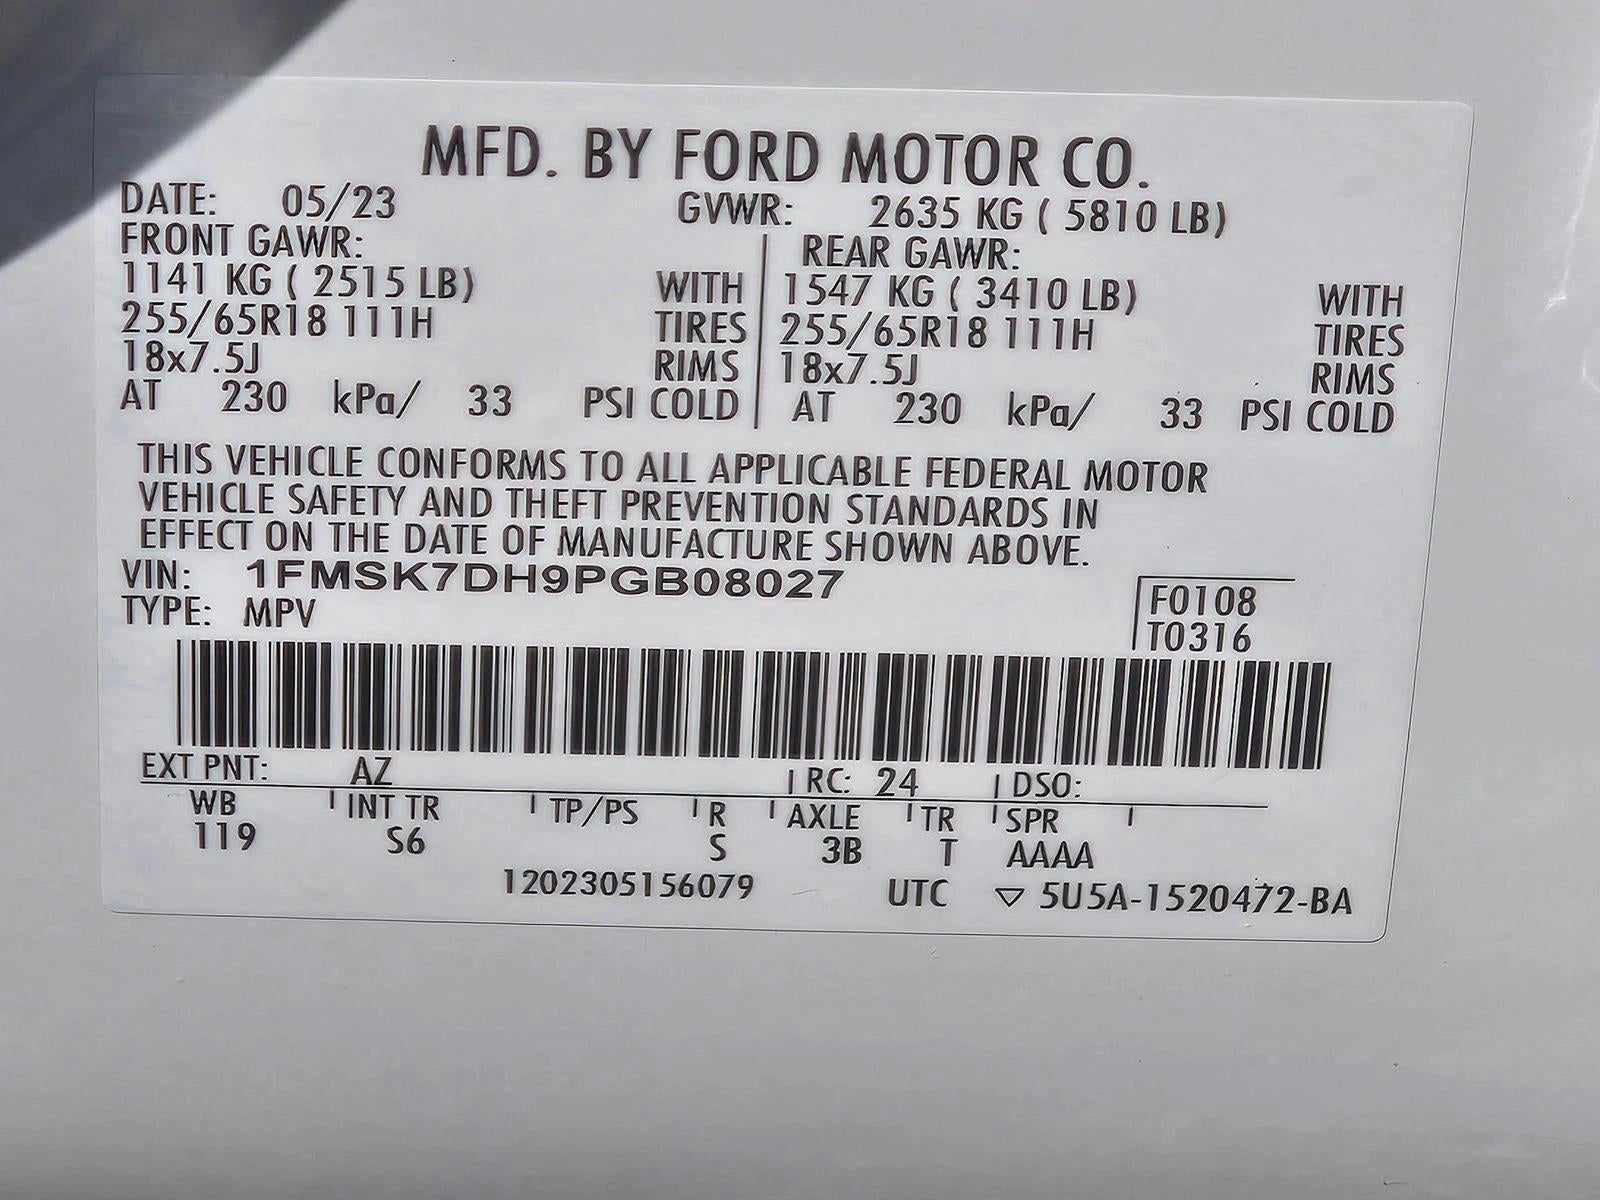 MFD. BY FORD MOTOR CO.
DATE: 05/23 GVWR: 2635 KG ( 5810 LB)
FRONT GAWR: REAR GAWR:
1141 KG ( 2515 LB) WITH 1547 KG ( 3410 LB) WITH
255/65R18 111H TIRES 255/65R18 111H TIRES
18x7.5J RIMS 18x7.5J RIMS
AT 230 kPa/ 33 PSI COLD AT 230 kPa/ 33 PSI COLD
THIS VEHICLE CONFORMS TO ALL APPLICABLE FEDERAL MOTOR
VEHICLE SAFETY AND THEFT PREVENTION STANDARDS IN
EFFECT ON THE DATE OF MANUFACTURE SHOWN ABOVE.
VIN: 1FMSK7DH9PGB08027
TYPE: MPV F0108
T0316
EXT PNT: AZ RC: 24 DSO:
WB INT TR TP/PS R AXLE TR SPR
119 S6 S 3B T AAAA
1202305156079 UTC ▽ 5U5A-1520472-BA